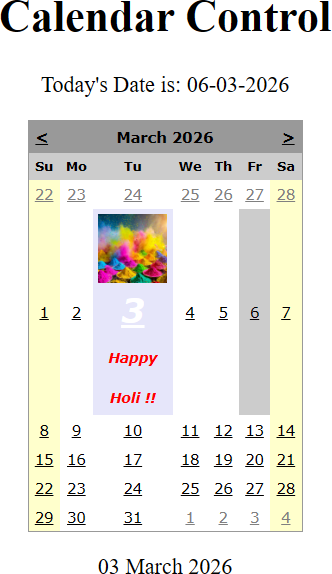 Calendar Control
Today's Date is: 06-03-2026
< March 2026 >
Su Mo Tu We Th Fr Sa
22 23 24 25 26 27 28
1 2 3 4 5 6 7
Happy
Holi !!
8 9 10 11 12 13 14
15 16 17 18 19 20 21
22 23 24 25 26 27 28
29 30 31 1 2 3 4
03 March 2026